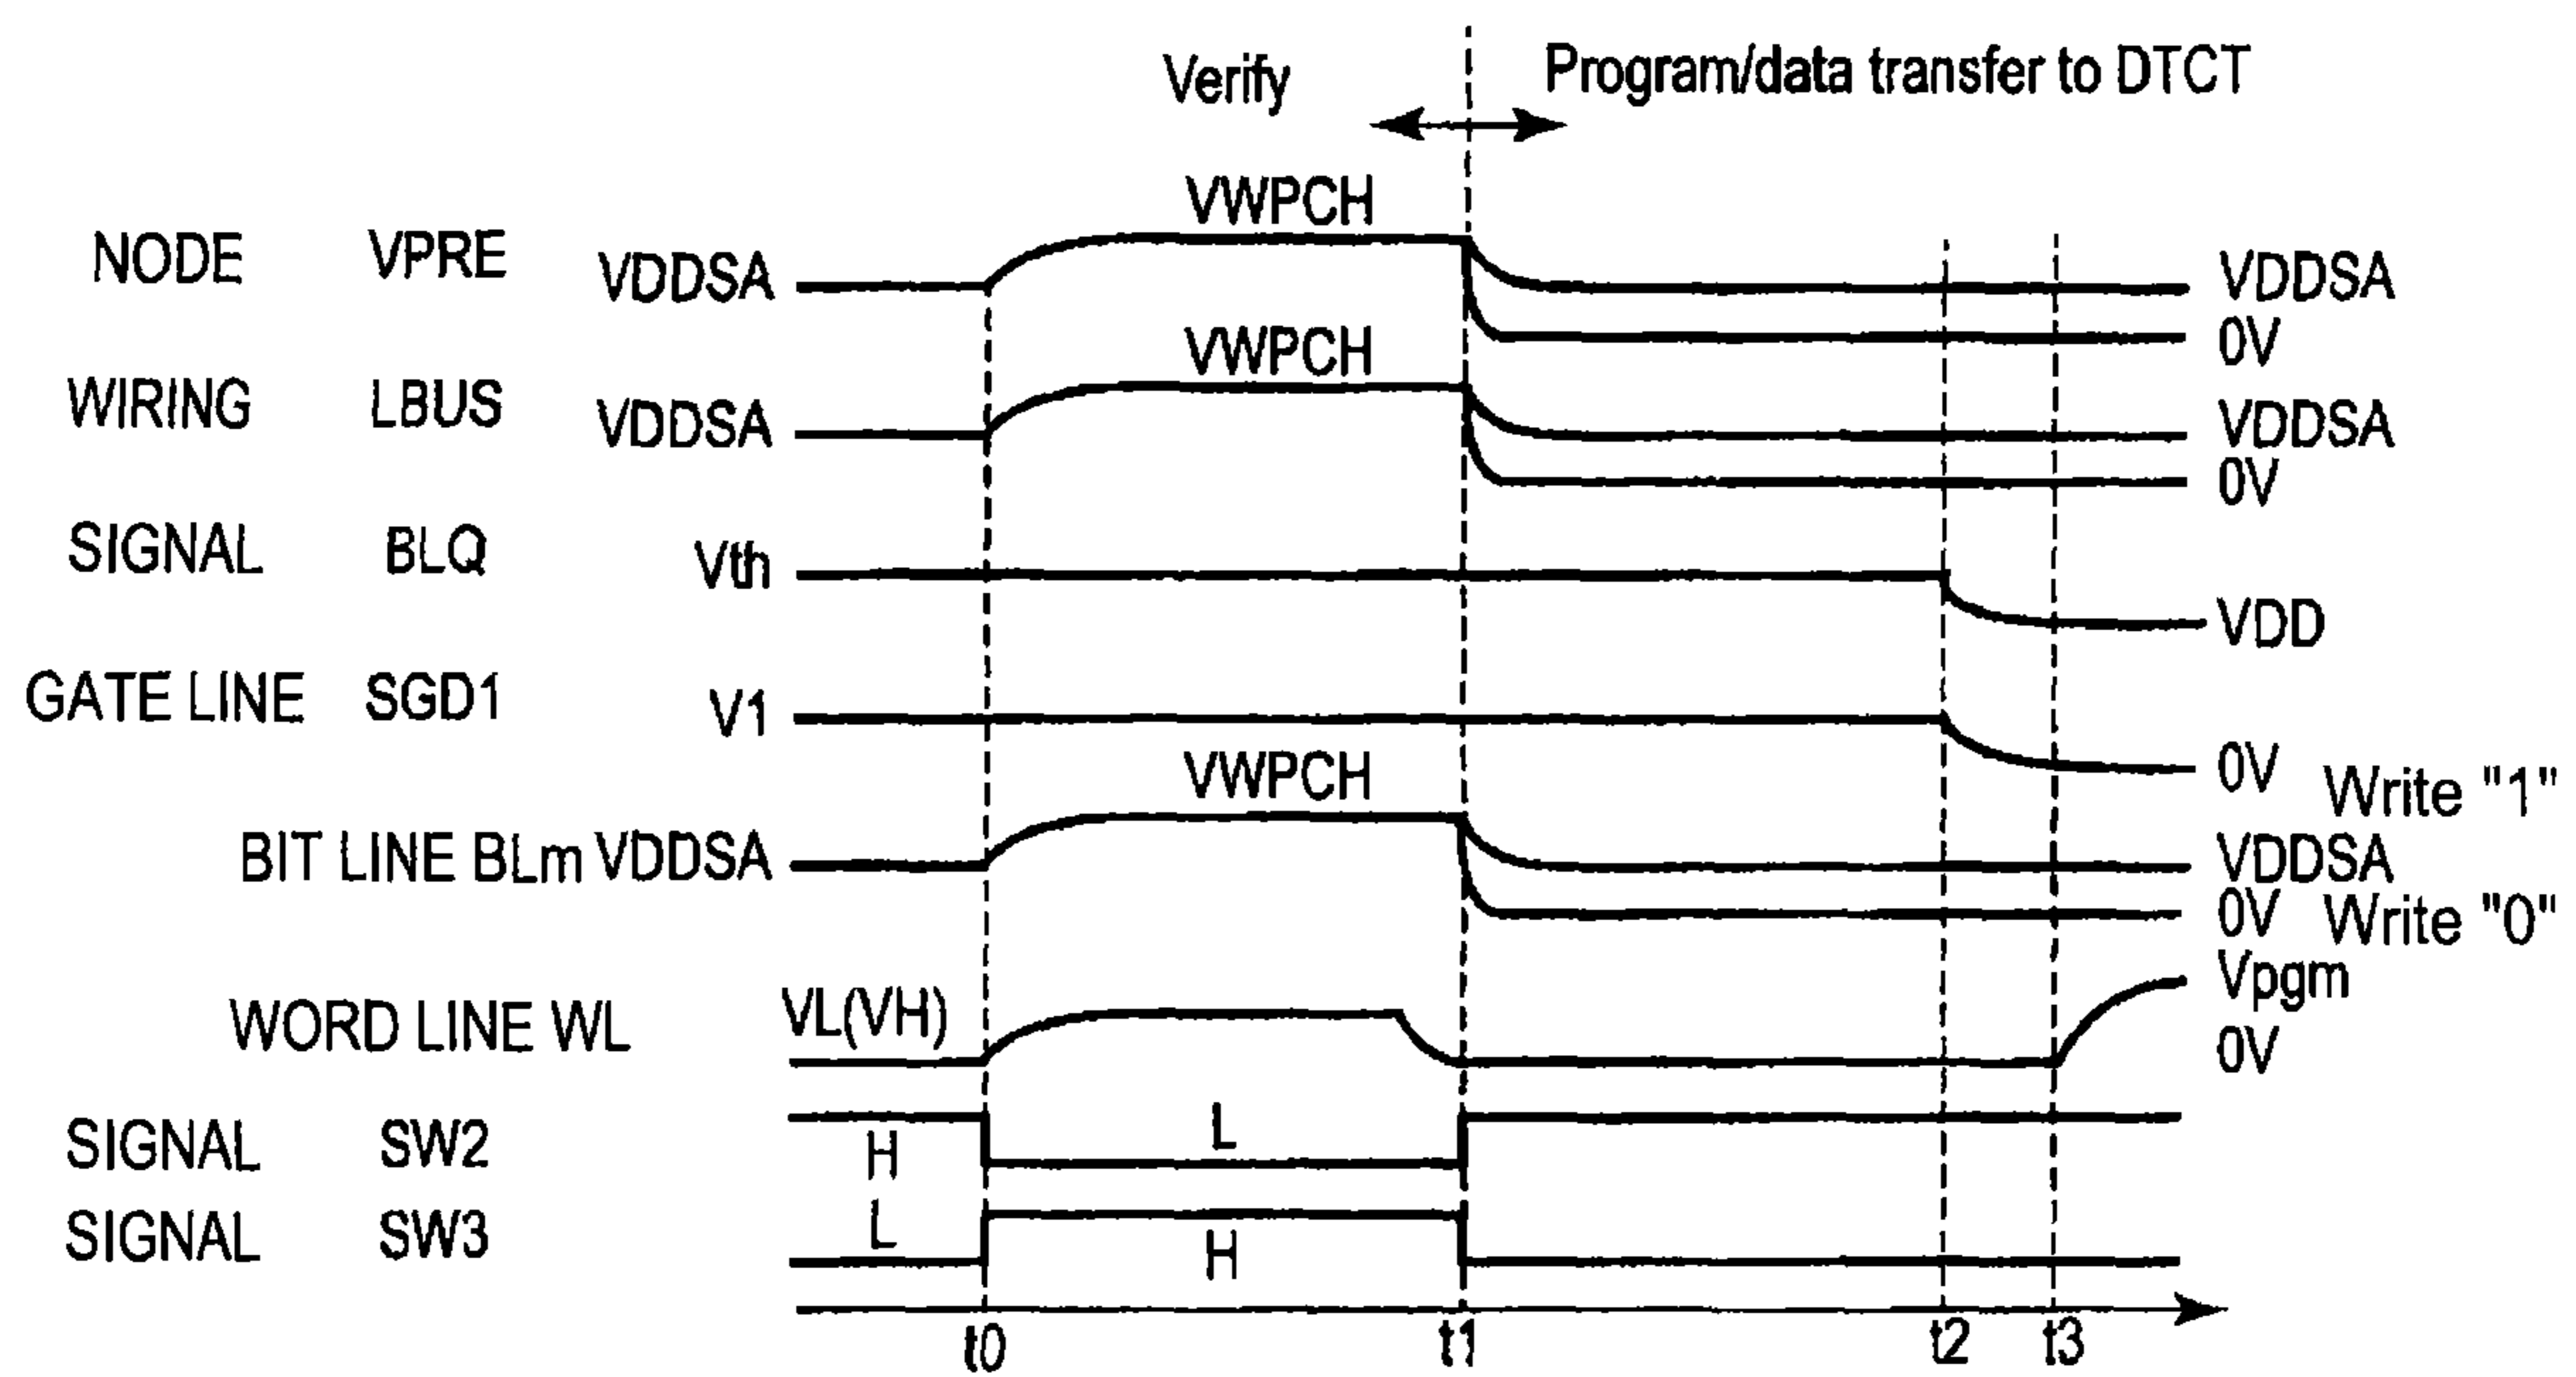 Verify Program/data transfer to DTCT
VWPCH
NODE VPRE VDDSA VDDSA
0V
VWPCH
WIRING LBUS VDDSA VDDSA
0V
SIGNAL BLQ Vth
VDD
GATE LINE SGD1 V1
0V Write "1"
VWPCH
BIT LINE BLm VDDSA VDDSA
0V Write "0"
Vpgm
WORD LINE WL VL(VH) 0V
SIGNAL SW2 H L
SIGNAL SW3 L H
t0 t1 t2 t3